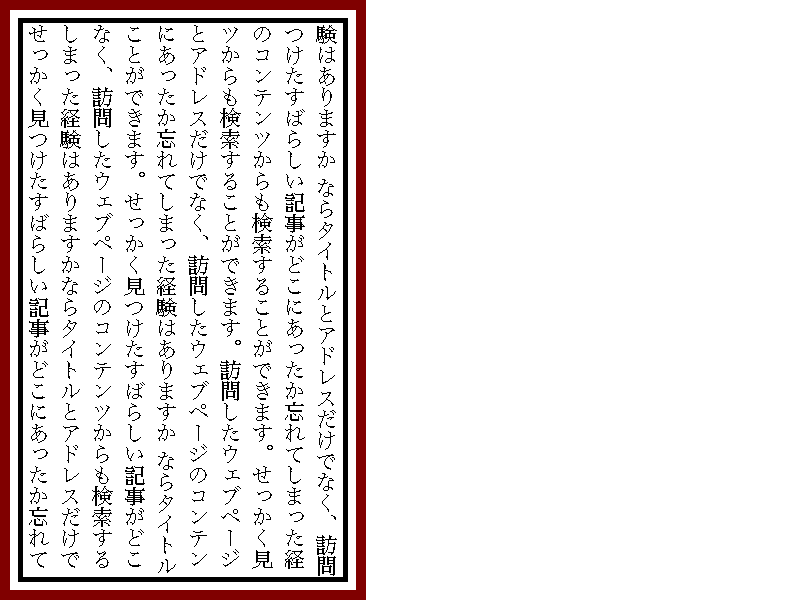 せっかく見つけたすばらしい記事がどこにあったか忘れて
しまった経験はありますかならタイトルとアドレスだけで
なく、訪問したウェブページのコンテンツからも検索する
ことができます。せっかく見つけたすばらしい記事がどこ
にあったか忘れてしまった経験はありますか ならタイトル
とアドレスだけでなく、訪問したウェブページのコンテン
ツからも検索することができます。訪問したウェブページ
のコンテンツからも検索することができます。せっかく見
つけたすばらしい記事がどこにあったか忘れてしまった経
験はありますか ならタイトルとアドレスだけでなく、訪問